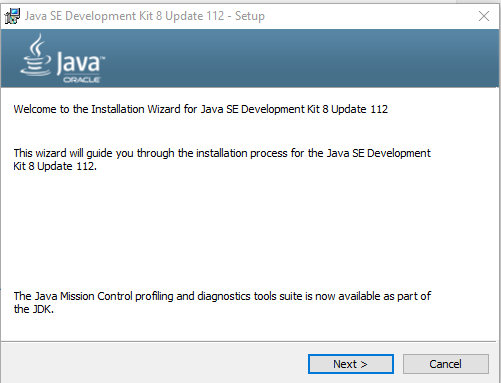 Java SE Development Kit 8 Update 112 - Setup
Java™
ORACLE
Welcome to the Installation Wizard for Java SE Development Kit 8 Update 112
This wizard will guide you through the installation process for the Java SE Development
Kit 8 Update 112.
The Java Mission Control profiling and diagnostics tools suite is now available as part of
the JDK.
Next >
Cancel